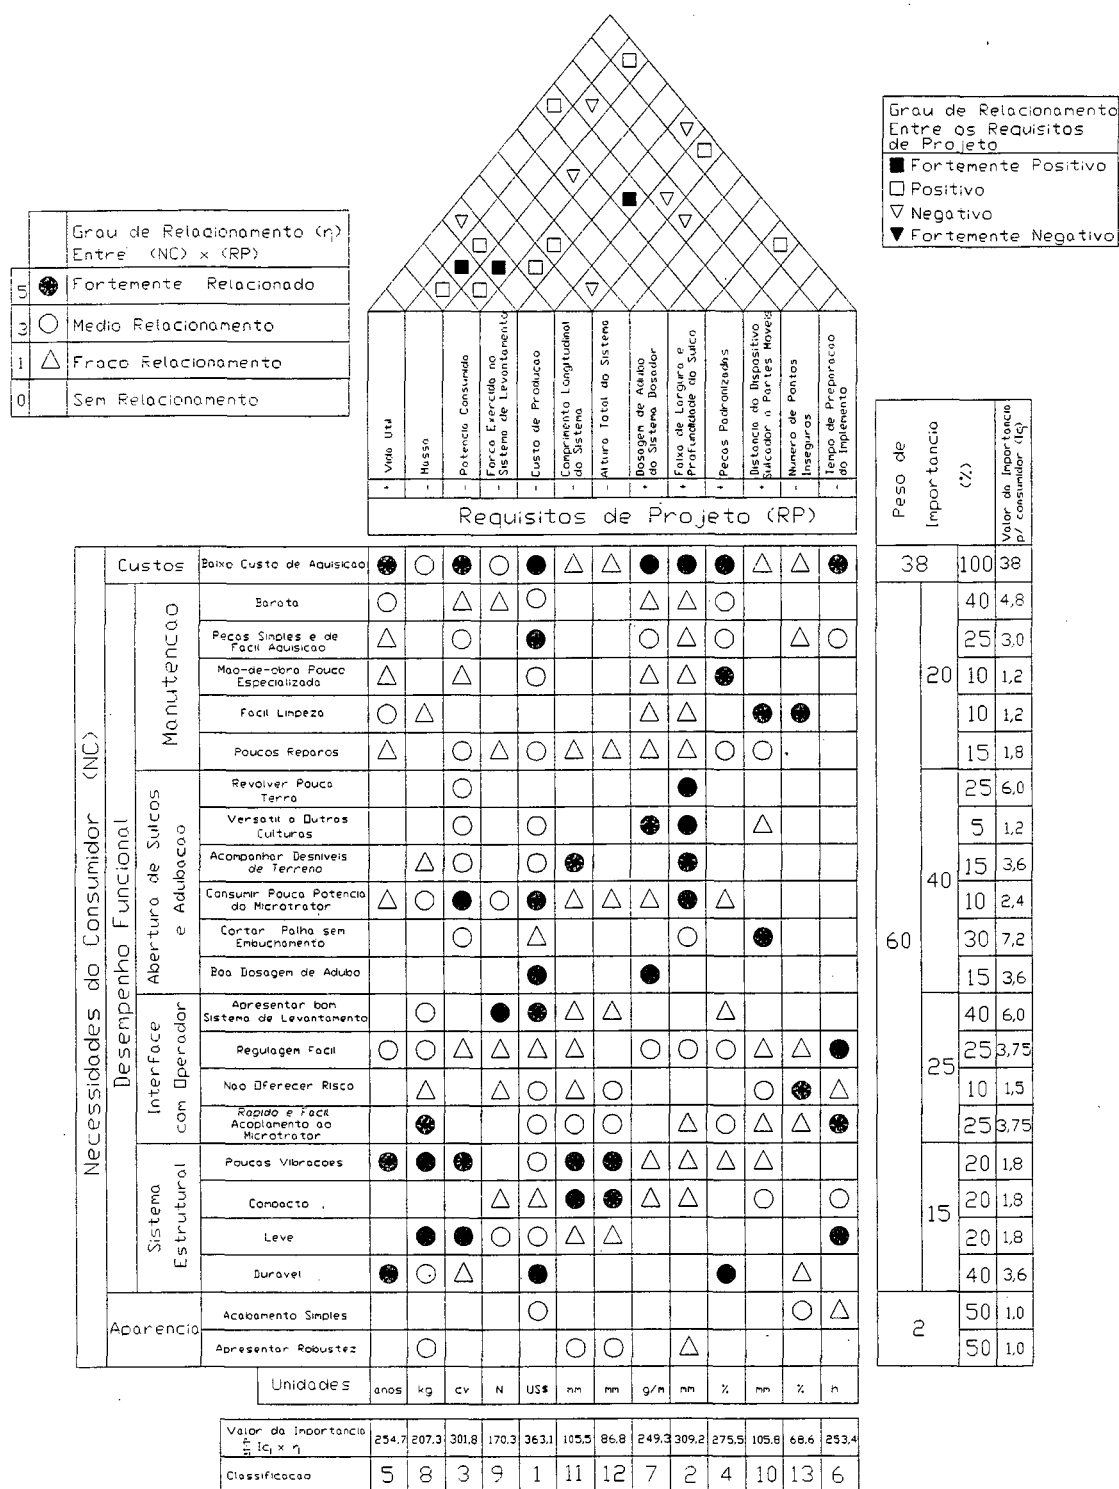 Grau de Relacionamento
Entre os Requisitos
de Projeto
Fortemente Positivo
Positivo
Negativo
Fortemente Negativo
Grau de Relacionamento (η)
Entre (NC) x (RP)
5 Fortemente Relacionado
3 Medio Relacionamento
1 Fraco Relacionamento
0 Sem Relacionamento
+ Vida Util
- Massa
- Potencia Consumida
- Forca Exercida no Sistema de Levantamento
- Custo de Producao
- Comprimento Longitudinal do Sistema
- Altura Total do Sistema
+ Dosagem de Adubo do Sistema Dosador
+ Faixa de Largura e Profundidade do Sulco
+ Pecas Padronizadas
+ Distancia do Dispositivo Sulcador a Partes Moveis
- Numero de Pontos Inseguros
- Tempo de Preparacao do Implemento
Requisitos de Projeto (RP)
Peso de
Importancia
(%)
Valor da Importancia
p/ consumidor (Ic)
Necessidades do Consumidor (NC)
Custos
Baixo Custo de Aquisicao 38 100 38
Desempenho Funcional 60
Manutencao 20
Barata 40 4,8
Pecas Simples e de
Facil Aquisicao 25 3,0
Mao-de-obra Pouco
Especializada 10 1,2
Facil Limpeza 10 1,2
Poucos Reparos 15 1,8
Abertura de Sulcos
e Adubacao 40
Revolver Pouca
Terra 25 6,0
Versatil a Outras
Culturas 5 1,2
Acompanhar Desniveis
de Terreno 15 3,6
Consumir Pouca Potencia
do Microtrator 10 2,4
Cortar Palha sem
Embuchamento 30 7,2
Boa Dosagem de Adubo 15 3,6
Interface
com Operador 25
Apresentar bom
Sistema de Levantamento 40 6,0
Regulagem Facil 25 3,75
Nao Oferecer Risco 10 1,5
Rapido e Facil
Acoplamento ao
Microtrator 25 3,75
Sistema
Estrutural 15
Poucas Vibracoes 20 1,8
Compacto 20 1,8
Leve 20 1,8
Duravel 40 3,6
Aparencia 2
Acabamento Simples 50 1,0
Apresentar Robustez 50 1,0
Unidades anos kg cv N US$ mm mm g/m mm % mm % h
Valor da Importancia
Ic x η 254,7 207,3 301,8 170,3 363,1 105,5 86.8 249,3 309,2 275,5 105,8 68.6 253,4
Classificacao 5 8 3 9 1 11 12 7 2 4 10 13 6